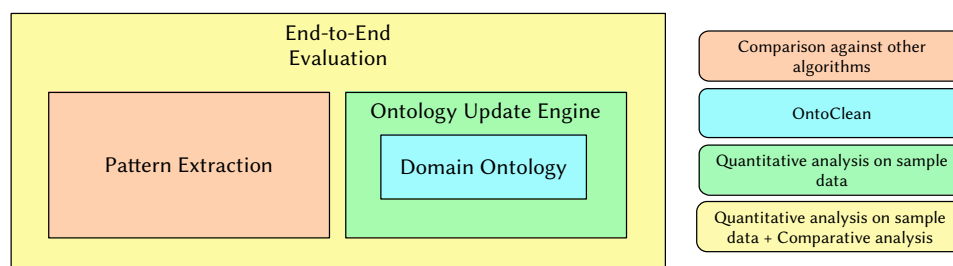 End-to-End
Evaluation
Pattern Extraction
Ontology Update Engine
Domain Ontology
Comparison against other
algorithms
OntoClean
Quantitative analysis on sample
data
Quantitative analysis on sample
data + Comparative analysis